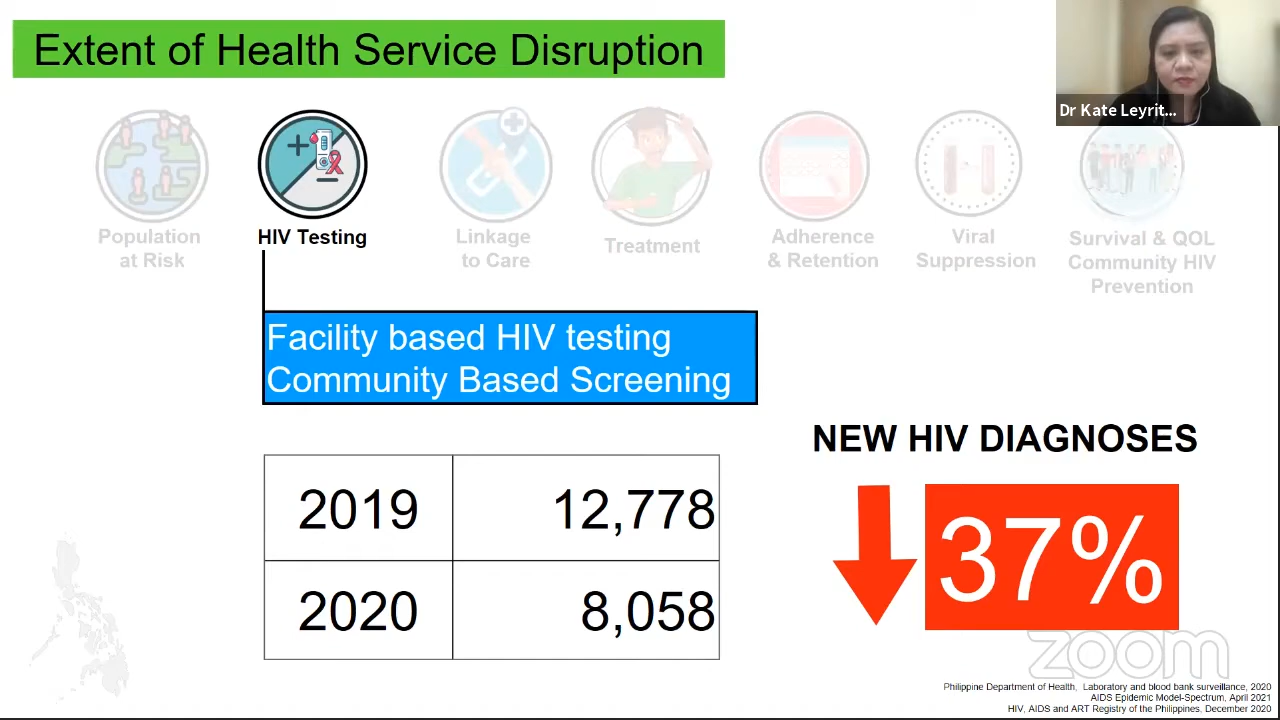 Extent of Health Service Disruption
Dr Kate Leyrit...
Population
at Risk
HIV Testing
Linkage
to Care
Treatment
Adherence
& Retention
Viral
Suppression
Survival & QOL
Community HIV
Prevention
Facility based HIV testing
Community Based Screening
NEW HIV DIAGNOSES
2019 12,778
2020 8,058
37%
zoom
Philippine Department of Health, Laboratory and blood bank surveillance, 2020
AIDS Epidemic Model-Spectrum, April 2021
HIV, AIDS and ART Registry of the Philippines, December 2020